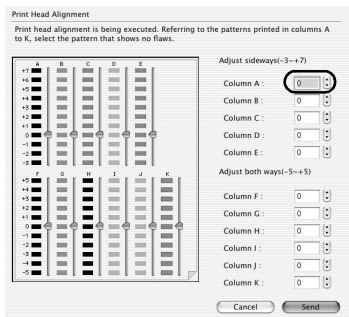 Print Head Alignment
Print head alignment is being executed. Referring to the patterns printed in columns A
to K, select the pattern that shows no flaws.
A B C D E
+7
+6
+5
+4
+3
+2
+1
0
-1
-2
-3
F G H I J K
+5
+4
+3
+2
+1
0
-1
-2
-3
-4
-5
Adjust sideways(-3~+7)
Column A : 0
Column B : 0
Column C : 0
Column D : 0
Column E : 0
Adjust both ways(-5~+5)
Column F : 0
Column G : 0
Column H : 0
Column I : 0
Column J : 0
Column K : 0
Cancel Send